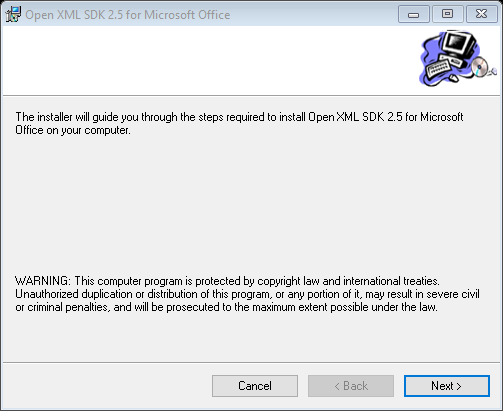 Open XML SDK 2.5 for Microsoft Office
The installer will guide you through the steps required to install Open XML SDK 2.5 for Microsoft
Office on your computer.
WARNING: This computer program is protected by copyright law and international treaties.
Unauthorized duplication or distribution of this program, or any portion of it, may result in severe civil
or criminal penalties, and will be prosecuted to the maximum extent possible under the law.
Cancel < Back Next >